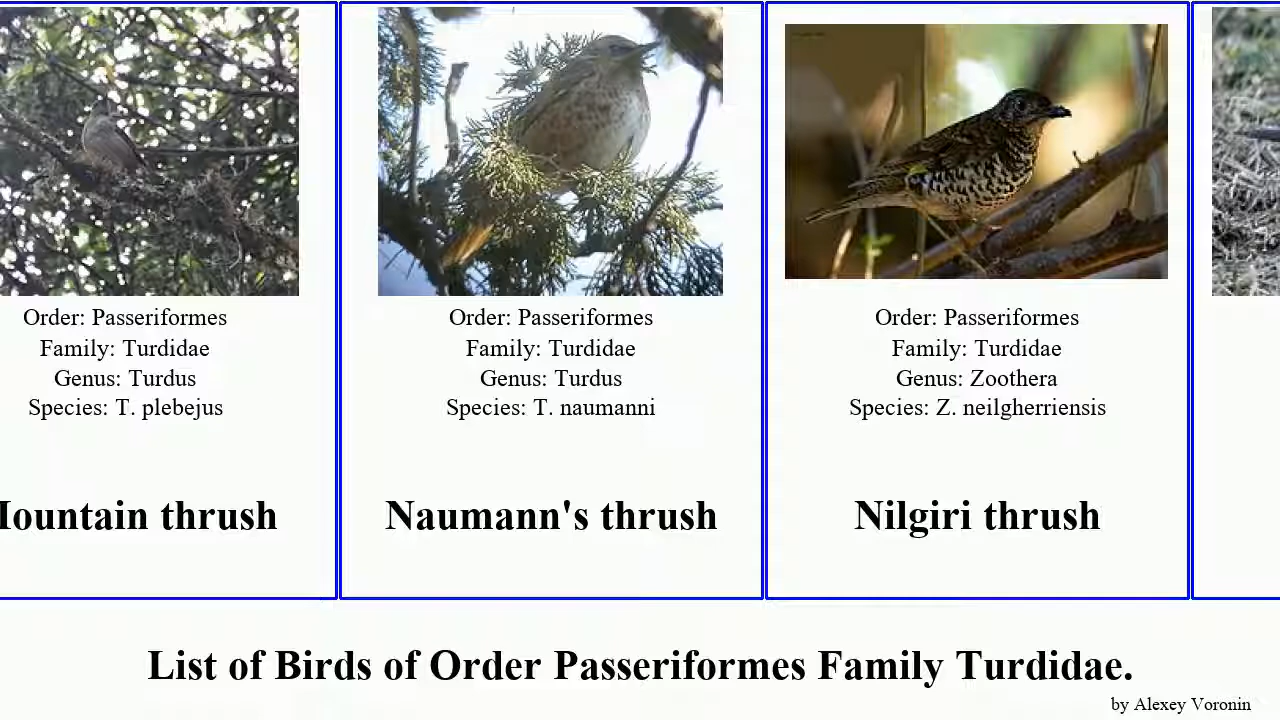 Order: Passeriformes
Family: Turdidae
Genus: Turdus
Species: T. plebejus
thrush
Order: Passeriformes
Family: Turdidae
Genus: Turdus
Species: T. naumanni
Naumann's thrush
Order: Passeriformes
Family: Turdidae
Genus: Zoothera
Species: Z. neilgherriensis
Nilgiri thrush
List of Birds of Order Passeriformes Family Turdidae.
by Alexey Voronin